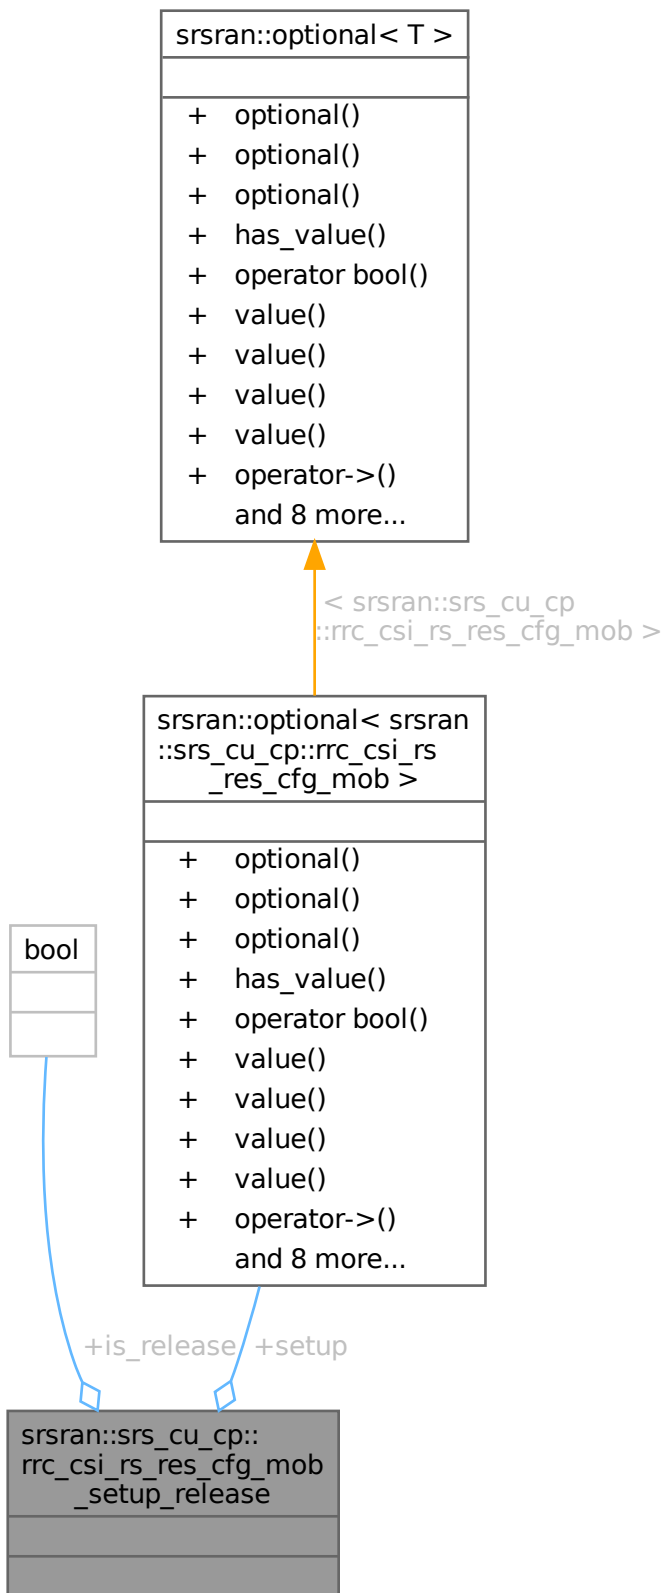 srsran::optional< T >
+ optional()
+ optional()
+ optional()
+ has_value()
+ operator bool()
+ value()
+ value()
+ value()
+ value()
+ operator->()
and 8 more...
< srsran::srs_cu_cp
::rrc_csi_rs_res_cfg_mob >
srsran::optional< srsran
::srs_cu_cp::rrc_csi_rs
_res_cfg_mob >
+ optional()
+ optional()
+ optional()
+ has_value()
+ operator bool()
+ value()
+ value()
+ value()
+ value()
+ operator->()
and 8 more...
bool
+is_release
+setup
srsran::srs_cu_cp::
rrc_csi_rs_res_cfg_mob
_setup_release